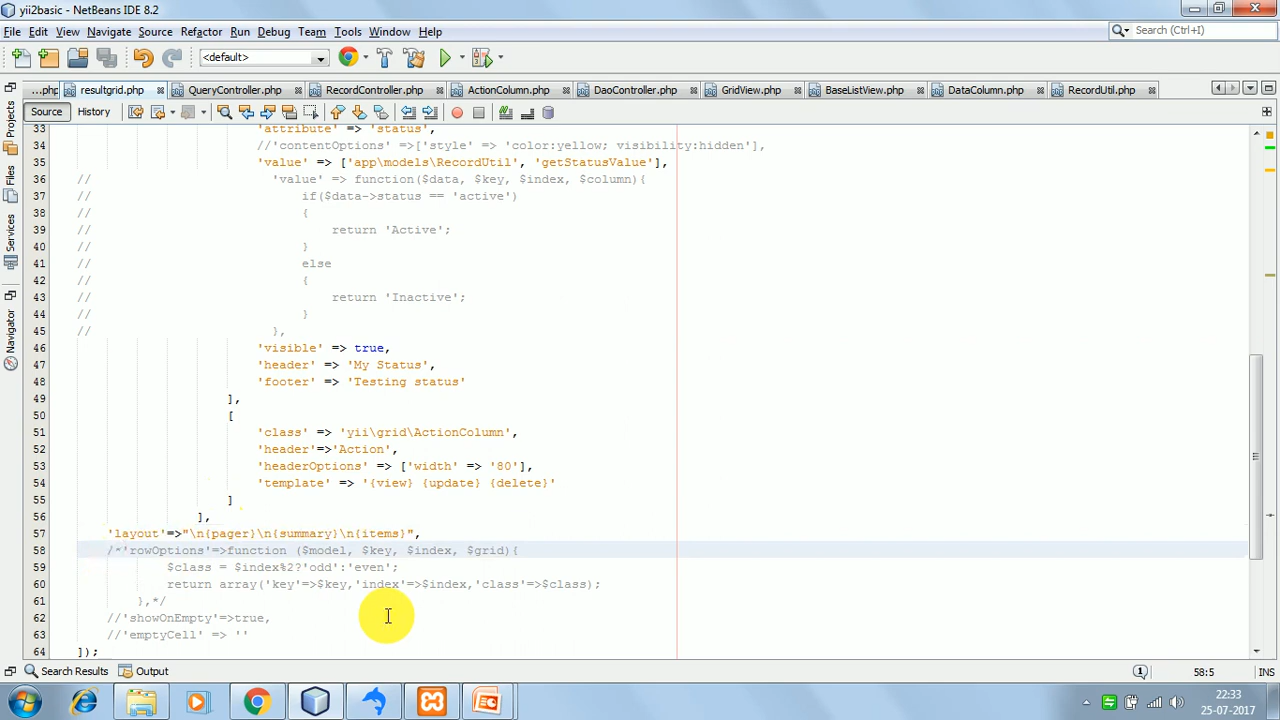 yii2basic - NetBeans IDE 8.2
File Edit View Navigate Source Refactor Run Debug Team Tools Window Help
Search (Ctrl+I)
<default>
...php resultgrid.php QueryController.php RecordController.php ActionColumn.php DaoController.php GridView.php BaseListView.php DataColumn.php RecordUtil.php
Source History
Projects
Files
Services
Navigator
33 'attribute' => 'status',
34 //'contentOptions' =>['style' => 'color:yellow; visibility:hidden'],
35 'value' => ['app\models\RecordUtil', 'getStatusValue'],
36 // 'value' => function($data, $key, $index, $column){
37 // if($data->status == 'active')
38 // {
39 // return 'Active';
40 // }
41 // else
42 // {
43 // return 'Inactive';
44 // }
45 // },
46 'visible' => true,
47 'header' => 'My Status',
48 'footer' => 'Testing status'
49 ],
50 [
51 'class' => 'yii\grid\ActionColumn',
52 'header'=>'Action',
53 'headerOptions' => ['width' => '80'],
54 'template' => '{view} {update} {delete}'
55 ]
56 ],
57 'layout'=>"\n{pager}\n{summary}\n{items}",
58 /*'rowOptions'=>function ($model, $key, $index, $grid){
59 $class = $index%2?'odd':'even';
60 return array('key'=>$key,'index'=>$index,'class'=>$class);
61 },*/
62 //'showOnEmpty'=>true,
63 //'emptyCell' => ''
64 ]);
Search Results Output 58:5 INS
22:33
25-07-2017